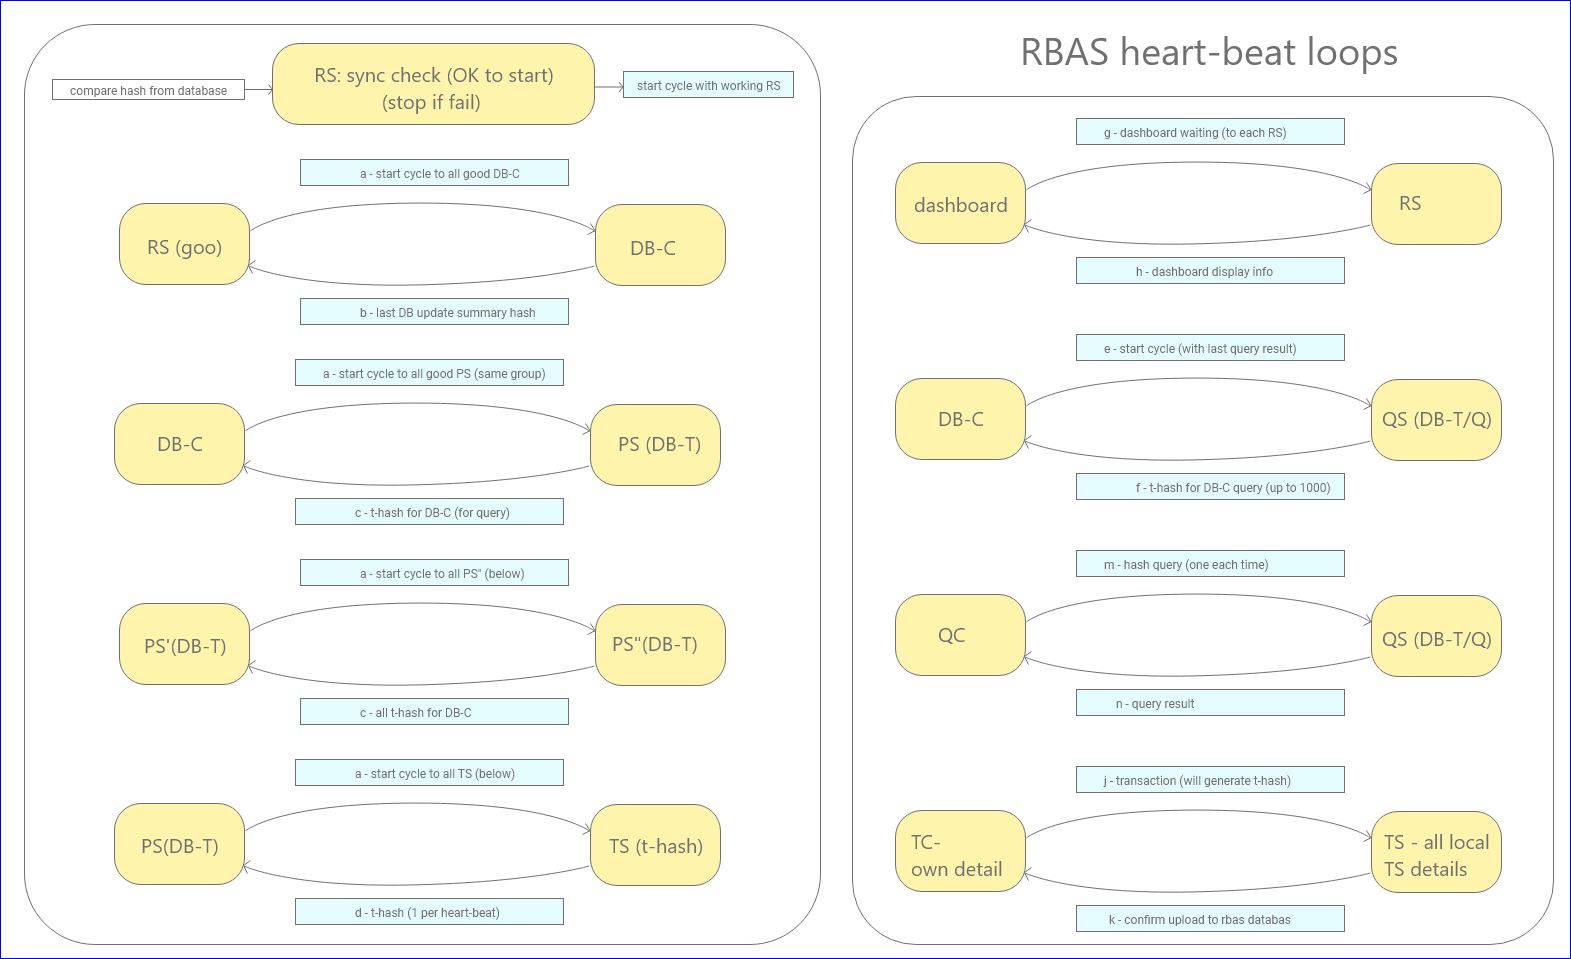 RBAS heart-beat loops
compare hash from database
RS: sync check (OK to start)
(stop if fail)
start cycle with working RS
a - start cycle to all good DB-C
RS (goo)
DB-C
b - last DB update summary hash
a - start cycle to all good PS (same group)
DB-C
PS (DB-T)
c - t-hash for DB-C (for query)
a - start cycle to all PS" (below)
PS'(DB-T)
PS"(DB-T)
c - all t-hash for DB-C
a - start cycle to all TS (below)
PS(DB-T)
TS (t-hash)
d - t-hash (1 per heart-beat)
g - dashboard waiting (to each RS)
dashboard
RS
h - dashboard display info
e - start cycle (with last query result)
DB-C
QS (DB-T/Q)
f - t-hash for DB-C query (up to 1000)
m - hash query (one each time)
QC
QS (DB-T/Q)
n - query result
j - transaction (will generate t-hash)
TC-
own detail
TS - all local
TS details
k - confirm upload to rbas databas